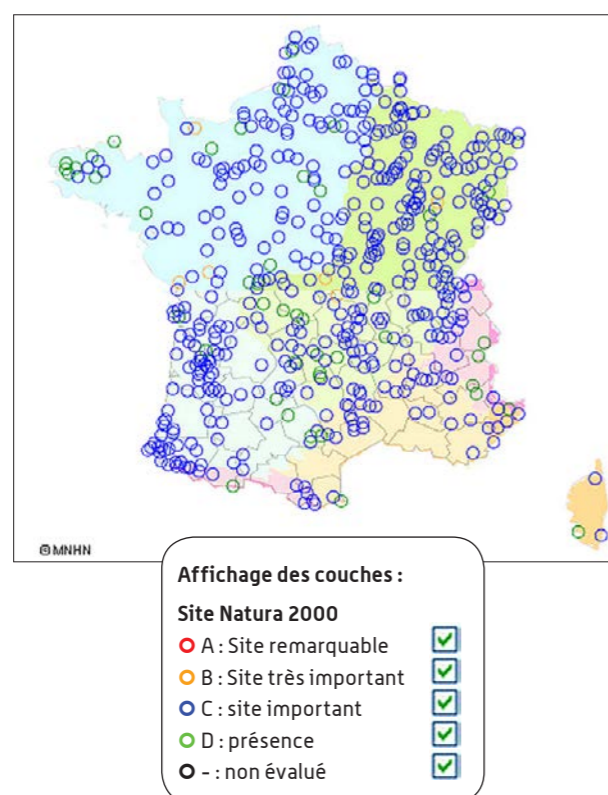 ©MNHN
Affichage des couches :
Site Natura 2000
A : Site remarquable
B : Site très important
C : site important
D : présence
- : non évalué